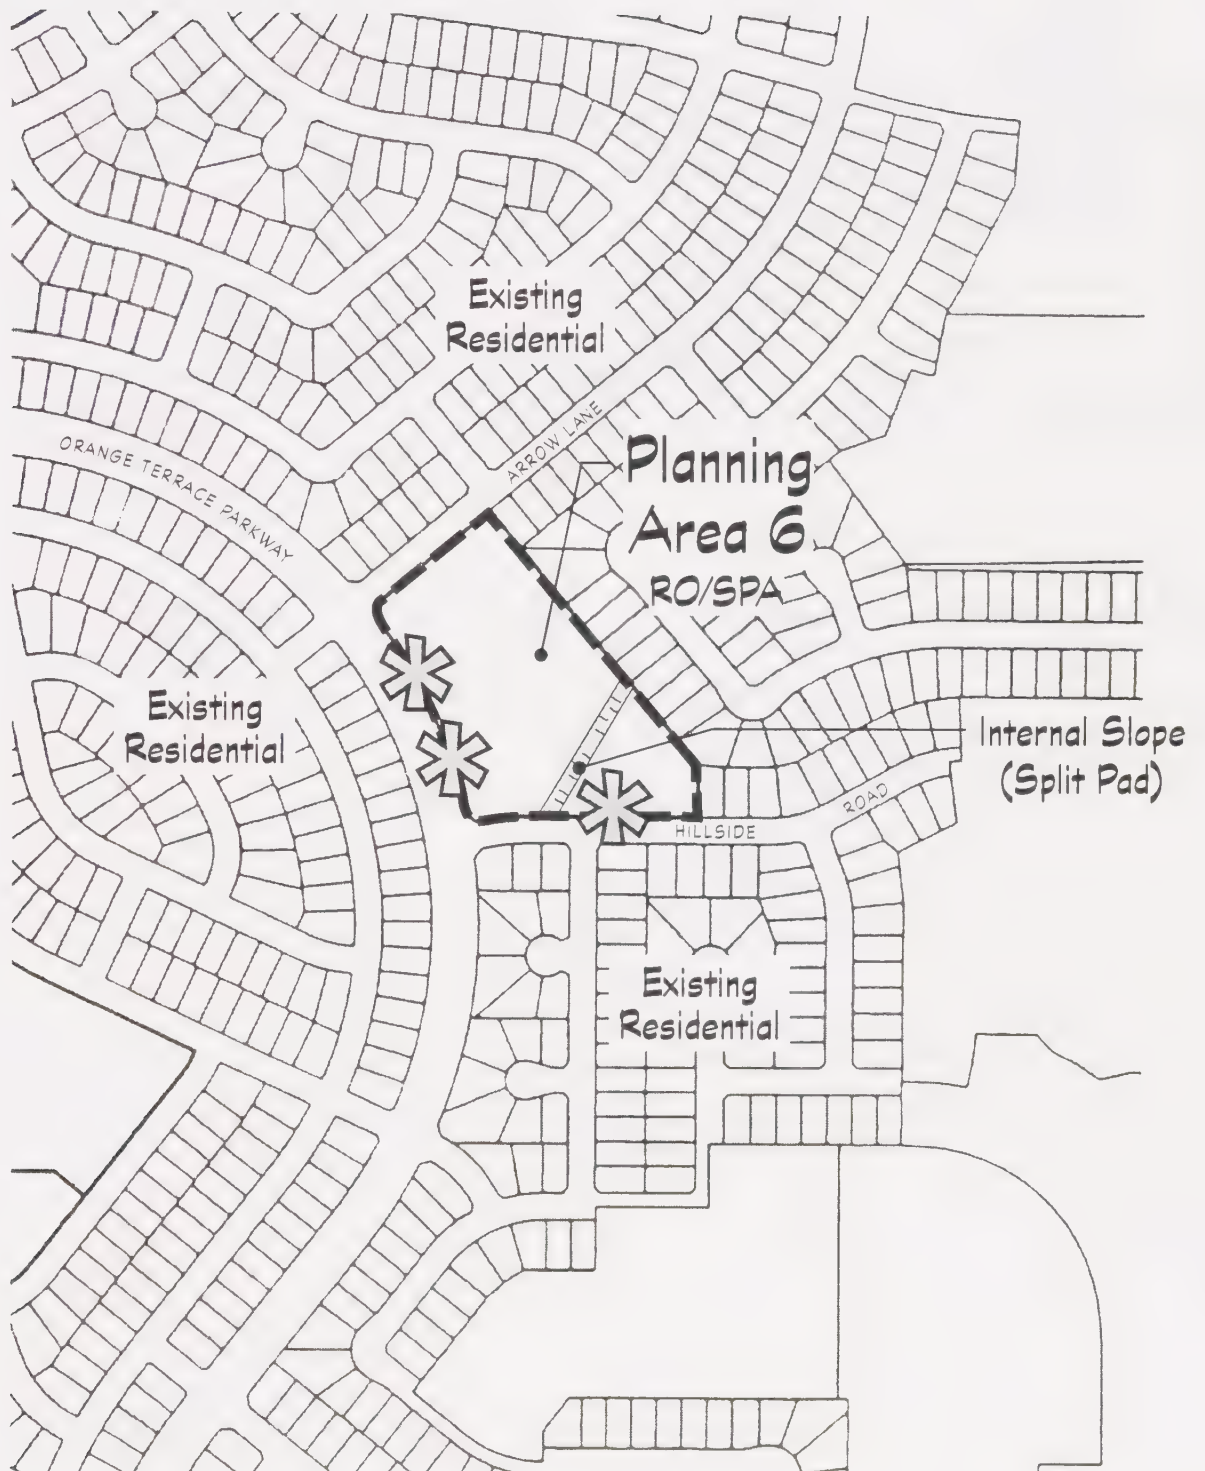 Existing
Residential
ARROW LANE
Planning
Area 6
RO/SPA
ORANGE TERRACE PARKWAY
Existing
Residential
Internal Slope
(Split Pad)
HILLSIDE ROAD
Existing
Residential